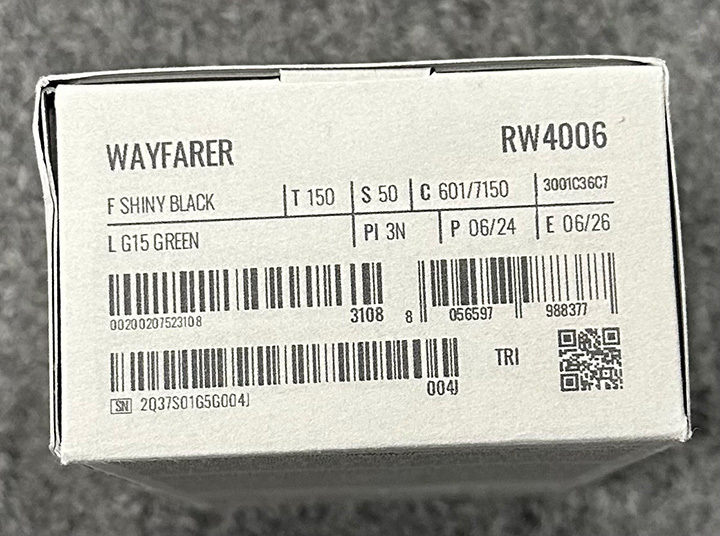 WAYFARER RW4006
F SHINY BLACK T 150 S 50 C 601/7150 3001C36C7
L G15 GREEN PI 3N P 06/24 E 06/26
00200207523108 3108 8 056597 988377
TRI
004J
SN 2Q37S01G5G004J